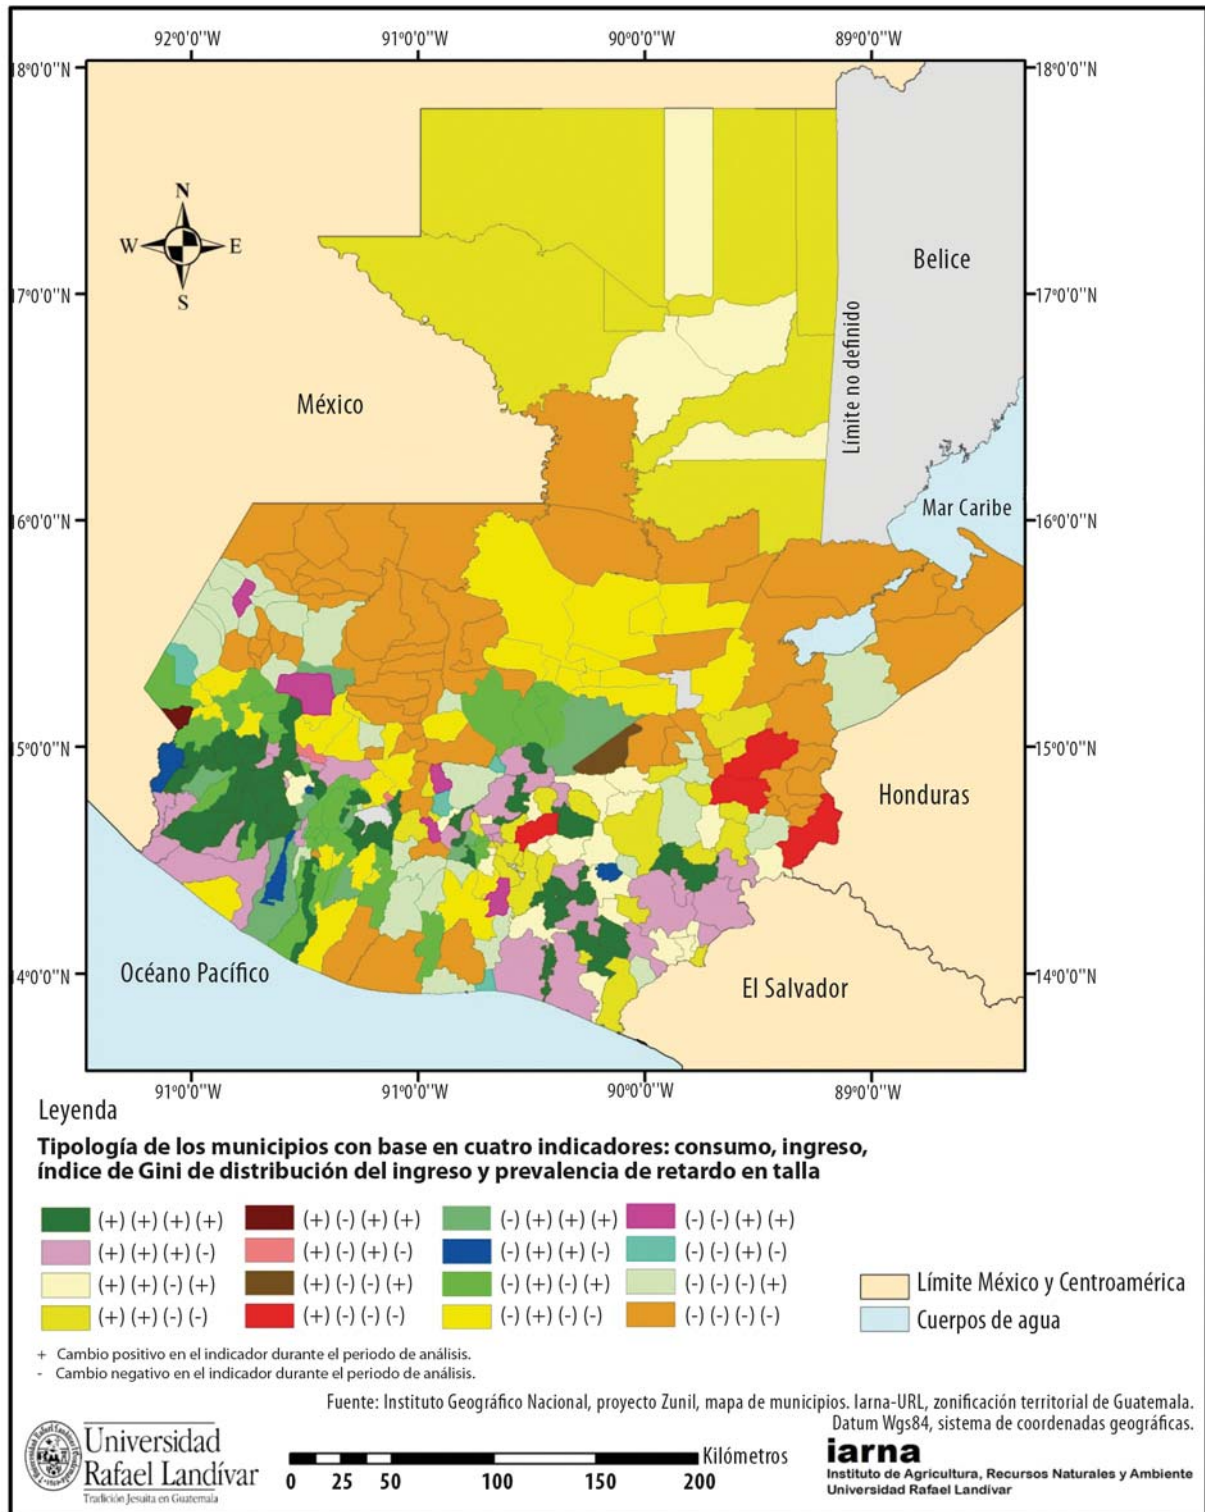 92°0'0"W 91°0'0"W 90°0'0"W 89°0'0"W
18°0'0"N 18°0'0"N
N
W E
S
Belice
17°0'0"N 17°0'0"N
Límite no definido
México
Mar Caribe
16°0'0"N 16°0'0"N
15°0'0"N 15°0'0"N
Honduras
Océano Pacífico
El Salvador
14°0'0"N 14°0'0"N
91°0'0"W 91°0'0"W 90°0'0"W 89°0'0"W
Leyenda
Tipología de los municipios con base en cuatro indicadores: consumo, ingreso,
índice de Gini de distribución del ingreso y prevalencia de retardo en talla
(+) (+) (+) (+) (+) (-) (+) (+) (-) (+) (+) (+) (-) (-) (+) (+)
(+) (+) (+) (-) (+) (-) (+) (-) (-) (+) (+) (-) (-) (-) (+) (-)
(+) (+) (-) (+) (+) (-) (-) (+) (-) (+) (-) (+) (-) (-) (-) (+) Límite México y Centroamérica
(+) (+) (-) (-) (+) (-) (-) (-) (-) (+) (-) (-) (-) (-) (-) (-) Cuerpos de agua
+ Cambio positivo en el indicador durante el periodo de análisis.
- Cambio negativo en el indicador durante el periodo de análisis.
Fuente: Instituto Geográfico Nacional, proyecto Zunil, mapa de municipios. Iarna-URL, zonificación territorial de Guatemala.
Datum Wgs84, sistema de coordenadas geográficas.
Universidad
Rafael Landívar
Tradición Jesuita en Guatemala
Kilómetros
0 25 50 100 150 200
iarna
Instituto de Agricultura, Recursos Naturales y Ambiente
Universidad Rafael Landívar